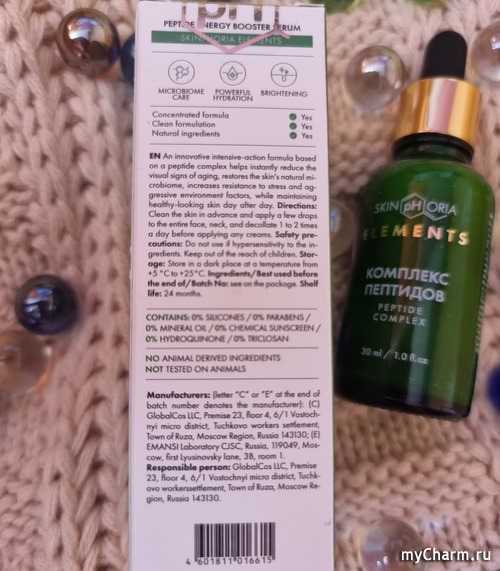 pH
PEPTIDE ENERGY BOOSTER SERUM
SKINPHORIA ELEMENTS
MICROBIOME CARE
POWERFUL HYDRATION
BRIGHTENING
Concentrated formula Yes
Clean formulation Yes
Natural ingredients Yes
EN An innovative intensive-action formula based
on a peptide complex helps instantly reduce the
visual signs of aging, restores the skin's natural mi-
crobiome, increases resistance to stress and ag-
gressive environment factors, while maintaining
healthy-looking skin day after day. Directions:
Clean the skin in advance and apply a few drops
to the entire face, neck, and decollate 1 to 2 times
a day before applying any creams. Safety pre-
cautions: Do not use if hypersensitivity to the in-
gredients. Keep out of the reach of children. Stor-
age: Store in a dark place at a temperature from
+5 °C to +25°C. Ingredients/Best used before
the end of/Batch No: see on the package. Shelf
life: 24 months.
CONTAINS: 0% SILICONES / 0% PARABENS /
0% MINERAL OIL / 0% CHEMICAL SUNSCREEN /
0% HYDROQUINONE / 0% TRICLOSAN
NO ANIMAL DERIVED INGREDIENTS
NOT TESTED ON ANIMALS
Manufacturers: (letter "C" or "E" at the end of
batch number denotes the manufacturer): (C)
GlobalCos LLC, Premise 23, floor 4, 6/1 Vostoch-
nyi micro district, Tuchkovo workers settlement,
Town of Ruza, Moscow Region, Russia 143130; (E)
EMANSI Laboratory CJSC, Russia, 119049, Mos-
cow, first Lyusinovsky lane, 3B, room 1.
Responsible person: GlobalCos LLC, Premise
23, floor 4, 6/1 Vostochnyi micro district, Tuch-
kovo workerssettlement, Town of Ruza, Moscow Re-
gion, Russia 143130.
4 601811 016615
SKIN pH ORIA
ELEMENTS
КОМПЛЕКС
ПЕПТИДОВ
PEPTIDE
COMPLEX
30 ml / 1.0 fl.oz
myCharm.ru